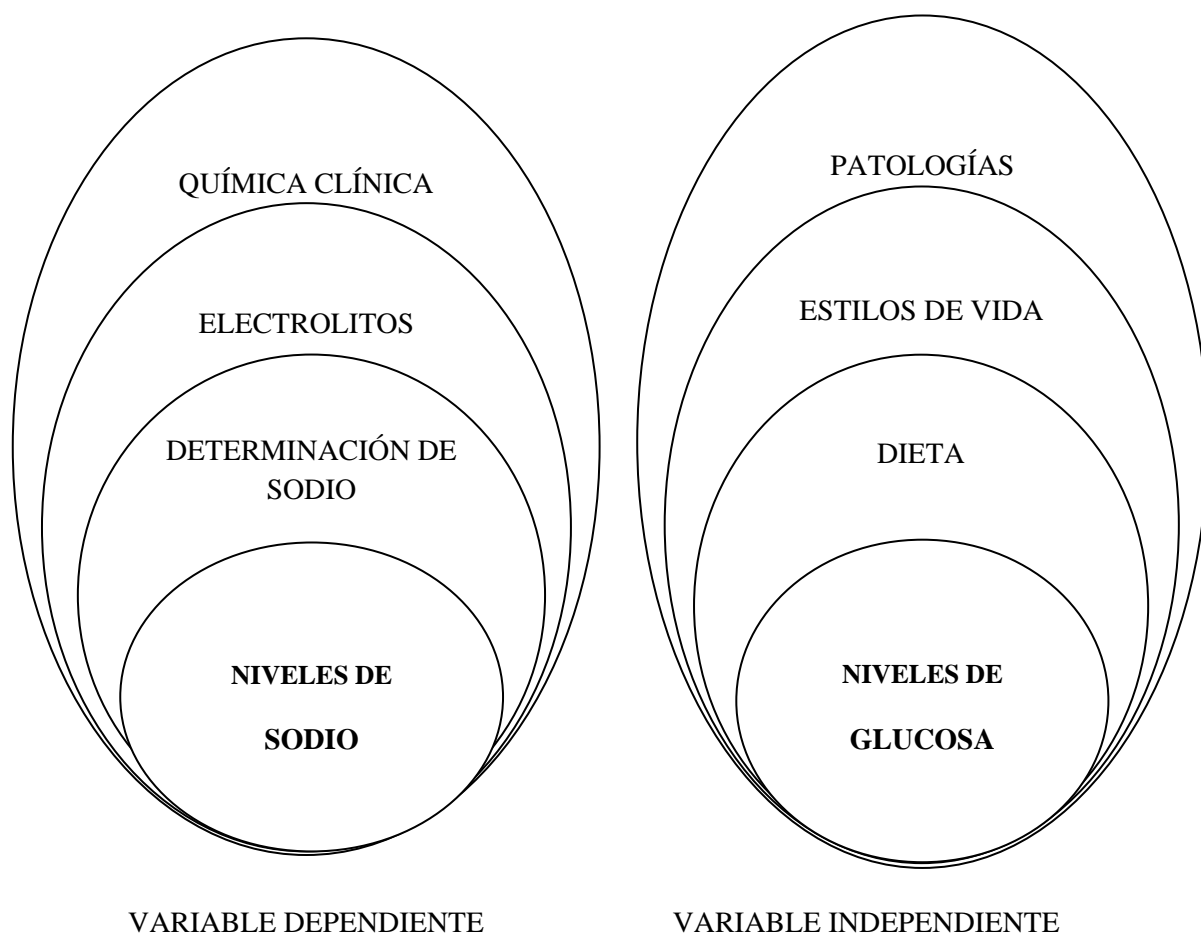 QUÍMICA CLÍNICA
ELECTROLITOS
DETERMINACIÓN DE
SODIO
NIVELES DE
SODIO
VARIABLE DEPENDIENTE
PATOLOGÍAS
ESTILOS DE VIDA
DIETA
NIVELES DE
GLUCOSA
VARIABLE INDEPENDIENTE